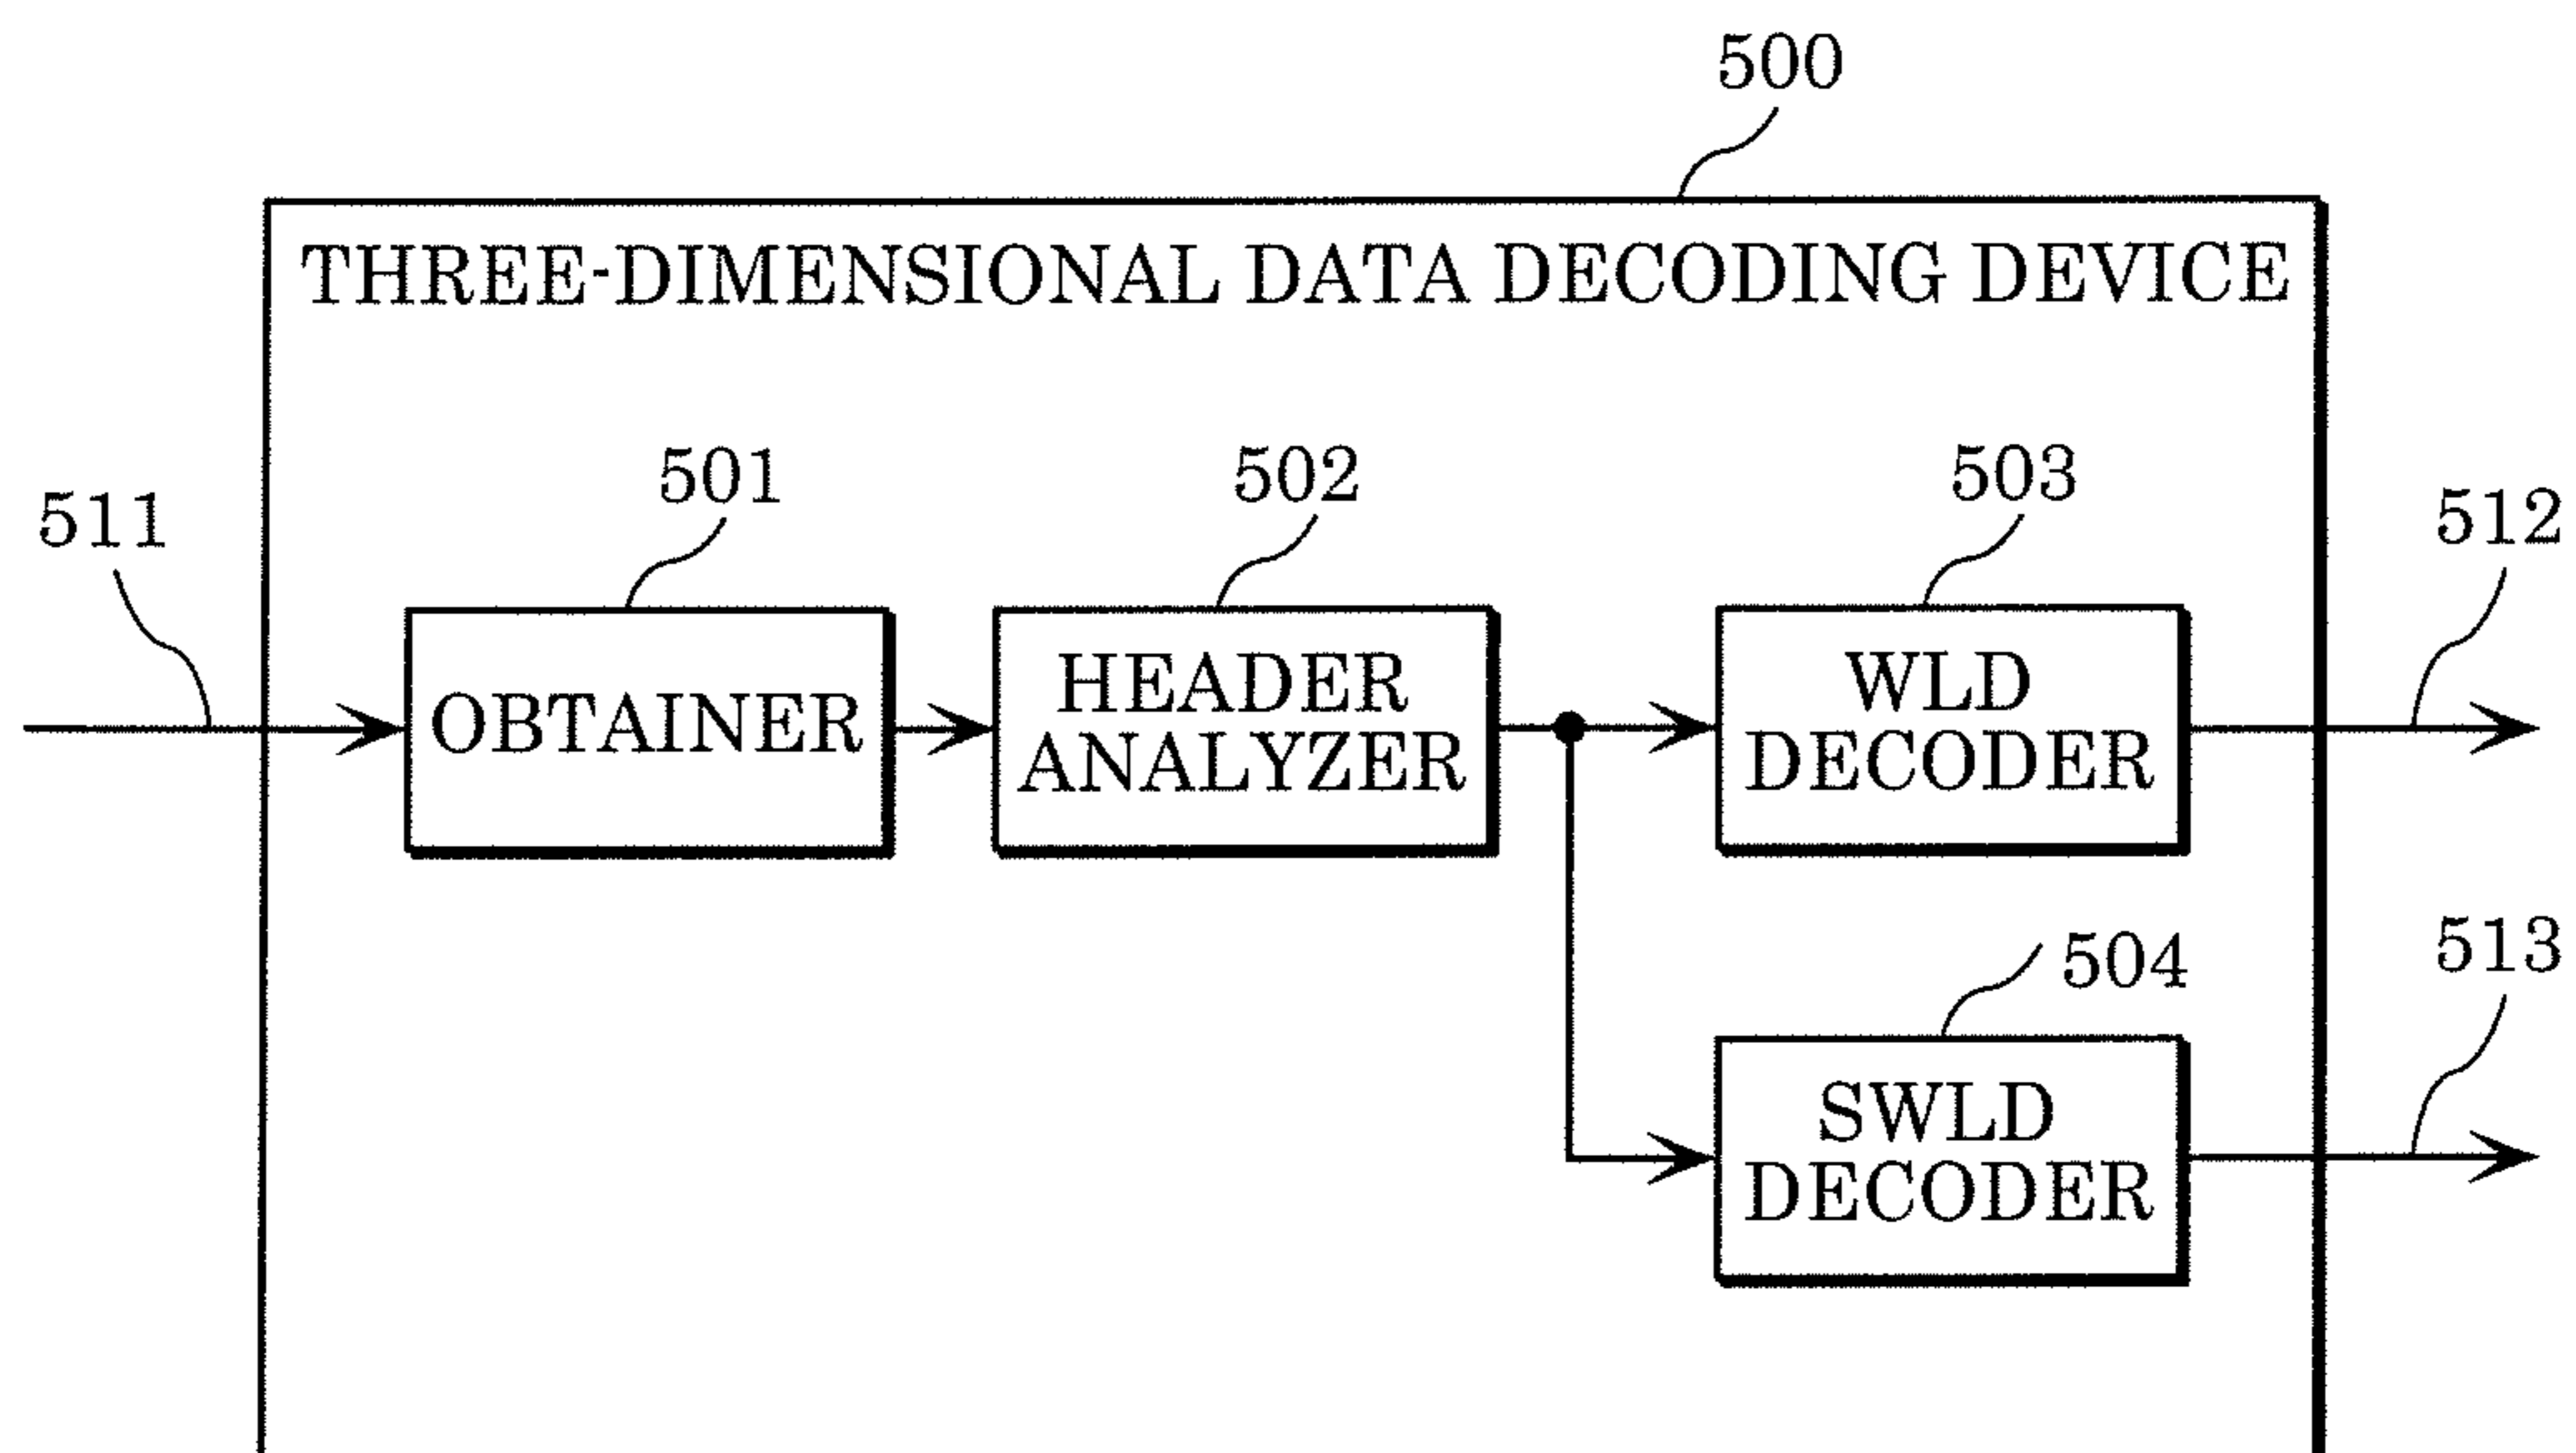 500
THREE-DIMENSIONAL DATA DECODING DEVICE
511
501
502
503
512
OBTAINER
HEADER
ANALYZER
WLD
DECODER
504
513
SWLD
DECODER